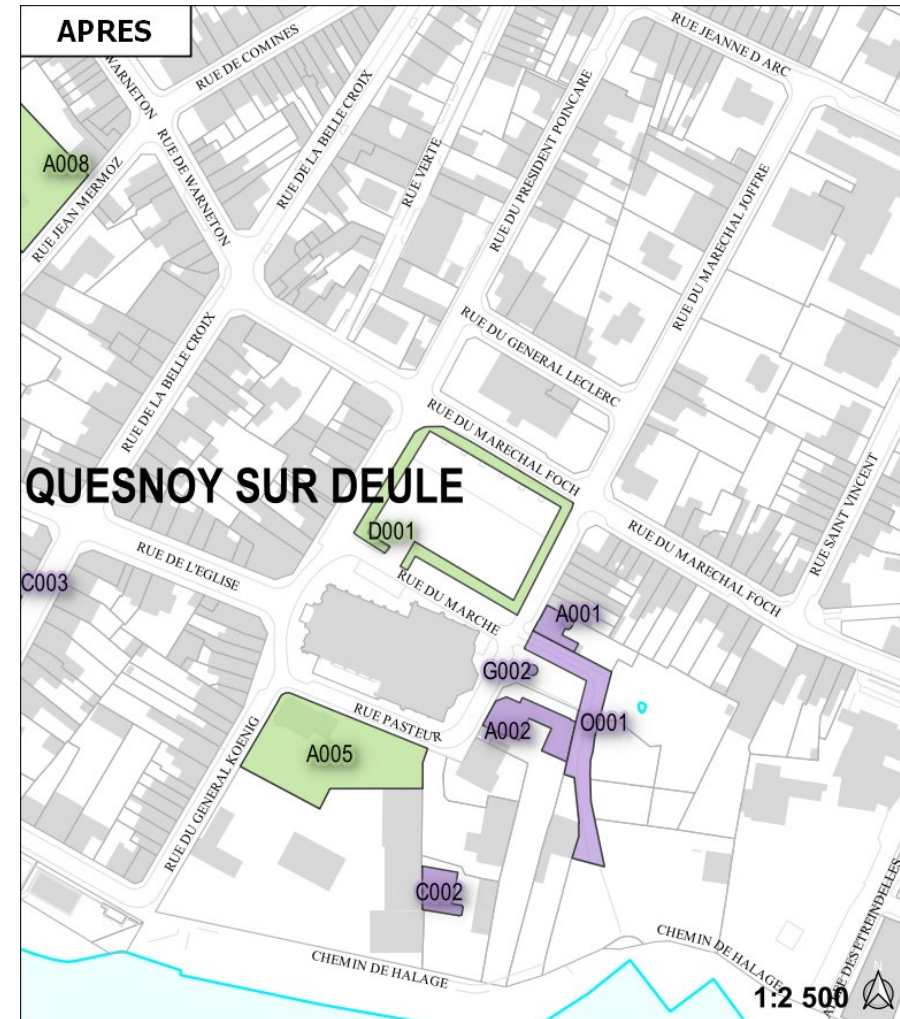 APRES
RUE JEANNE D ARC
RUE DE COMINES
WARNETON
RUE DE LA BELLE CROIX
RUE DE WARNETON
RUE VERTE
RUE DU PRESIDENT POINCARE
A008
RUE JEAN MERMOZ
RUE DU MARECHAL JOFFRE
RUE DU GENERAL LECLERC
RUE DE LA BELLE CROIX
RUE DU MARECHAL FOCH
QUESNOY SUR DEULE
RUE SAINT VINCENT
D001
RUE DU MARECHAL FOCH
RUE DE L'EGLISE
C003
RUE DU MARCHE
A001
G002
RUE PASTEUR
A002
O001
RUE DU GENERAL KOENIG
A005
C002
CHEMIN DE HALAGE
CHEMIN DE HALAGE
DES ETREINDELLES
N
1:2 500